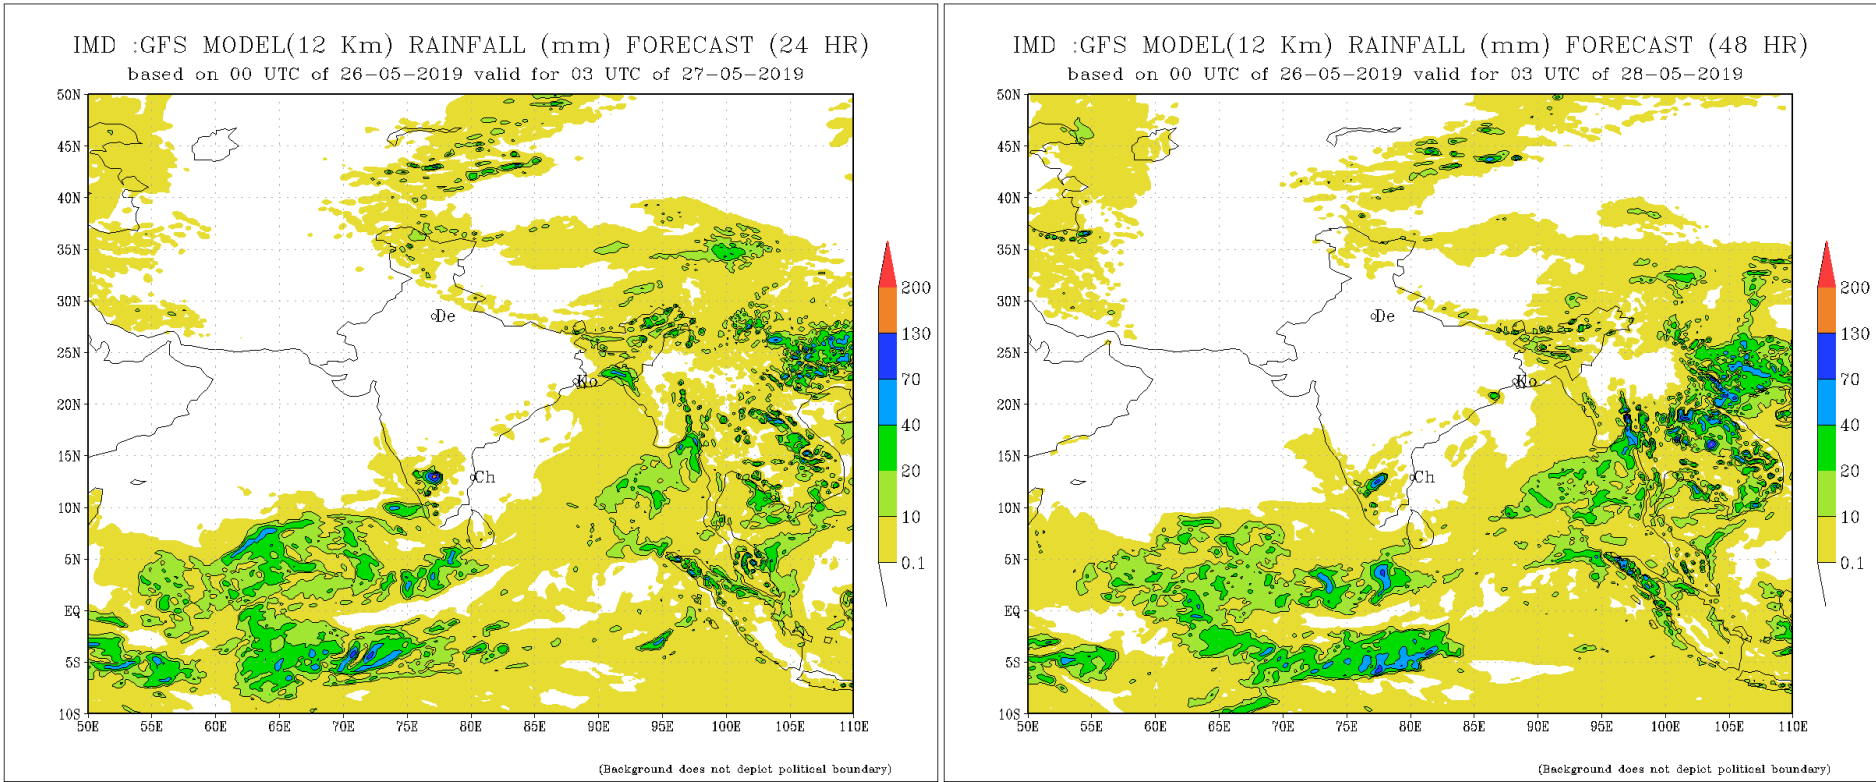 IMD :GFS MODEL(12 Km) RAINFALL (mm) FORECAST (24 HR)
based on 00 UTC of 26-05-2019 valid for 03 UTC of 27-05-2019
50N
45N
40N
35N
30N
25N
20N
15N
10N
5N
EQ
5S
10S
50E 55E 60E 65E 70E 75E 80E 85E 90E 95E 100E 105E 110E
De
Ko
Ch
200
130
70
40
20
10
0.1
(Background does not depict political boundary)
IMD :GFS MODEL(12 Km) RAINFALL (mm) FORECAST (48 HR)
based on 00 UTC of 26-05-2019 valid for 03 UTC of 28-05-2019
50N
45N
40N
35N
30N
25N
20N
15N
10N
5N
EQ
5S
10S
50E 55E 60E 65E 70E 75E 80E 85E 90E 95E 100E 105E 110E
De
Ko
Ch
200
130
70
40
20
10
0.1
(Background does not depict political boundary)